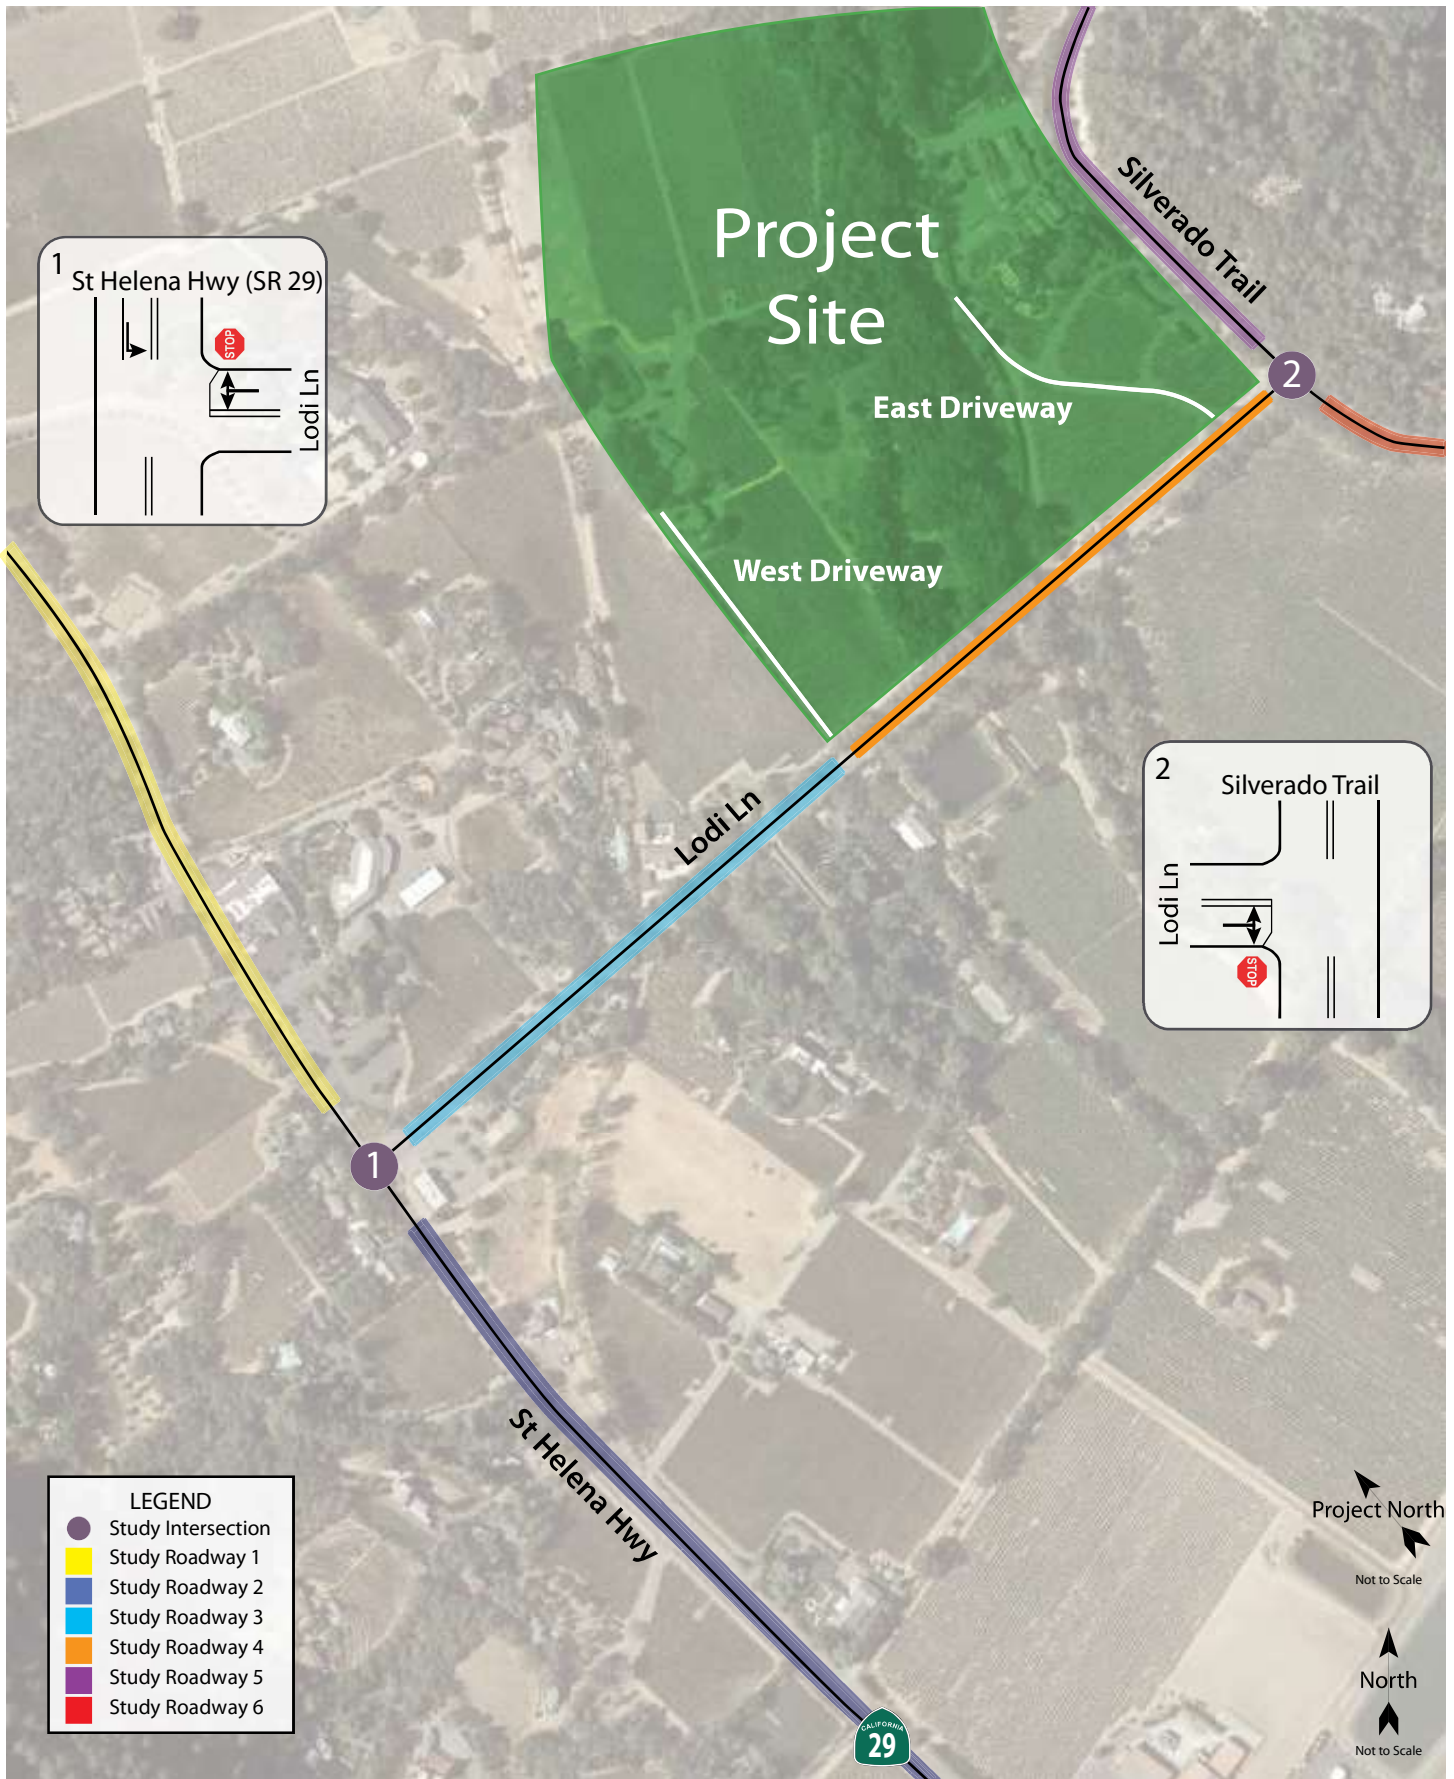 Project
Site
Silverado Trail
1
St Helena Hwy (SR 29)
STOP
Lodi Ln
2
East Driveway
West Driveway
2
Silverado Trail
Lodi Ln
STOP
Lodi Ln
1
St Helena Hwy
LEGEND
Study Intersection
Study Roadway 1
Study Roadway 2
Study Roadway 3
Study Roadway 4
Study Roadway 5
Study Roadway 6
Project North
Not to Scale
North
Not to Scale
CALIFORNIA
29